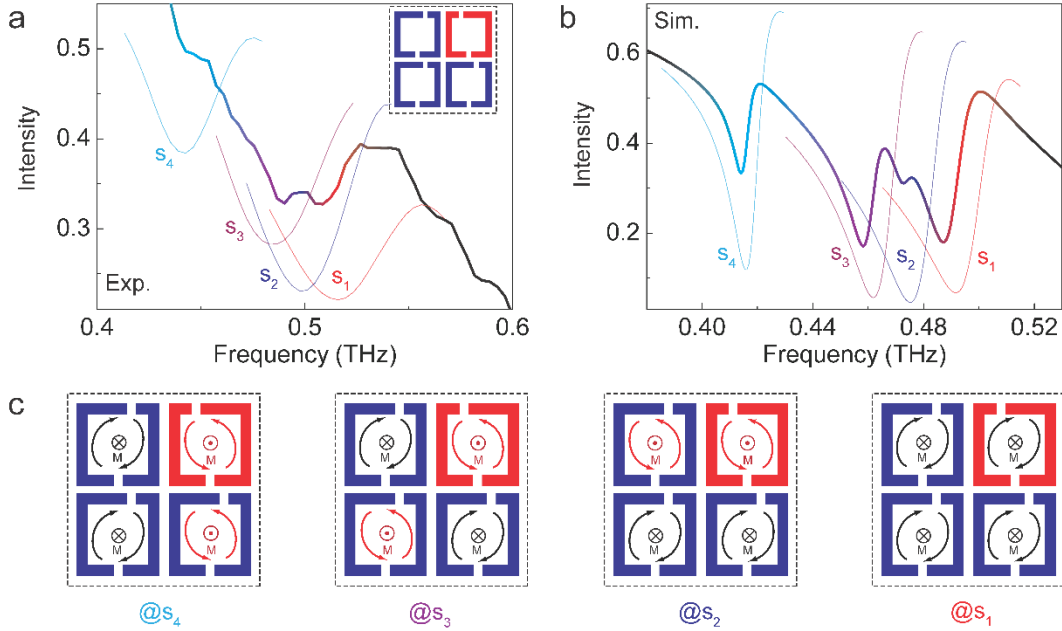 a
b
Exp.
Sim.
Intensity
Intensity
0.5
0.4
0.3
0.6
0.4
0.2
s4
s3
s2
s1
s4
s3
s2
s1
0.4 0.5 0.6
0.40 0.44 0.48 0.52
Frequency (THz)
Frequency (THz)
c
M M M M M M M M
M M M M M M M M
@s4 @s3 @s2 @s1